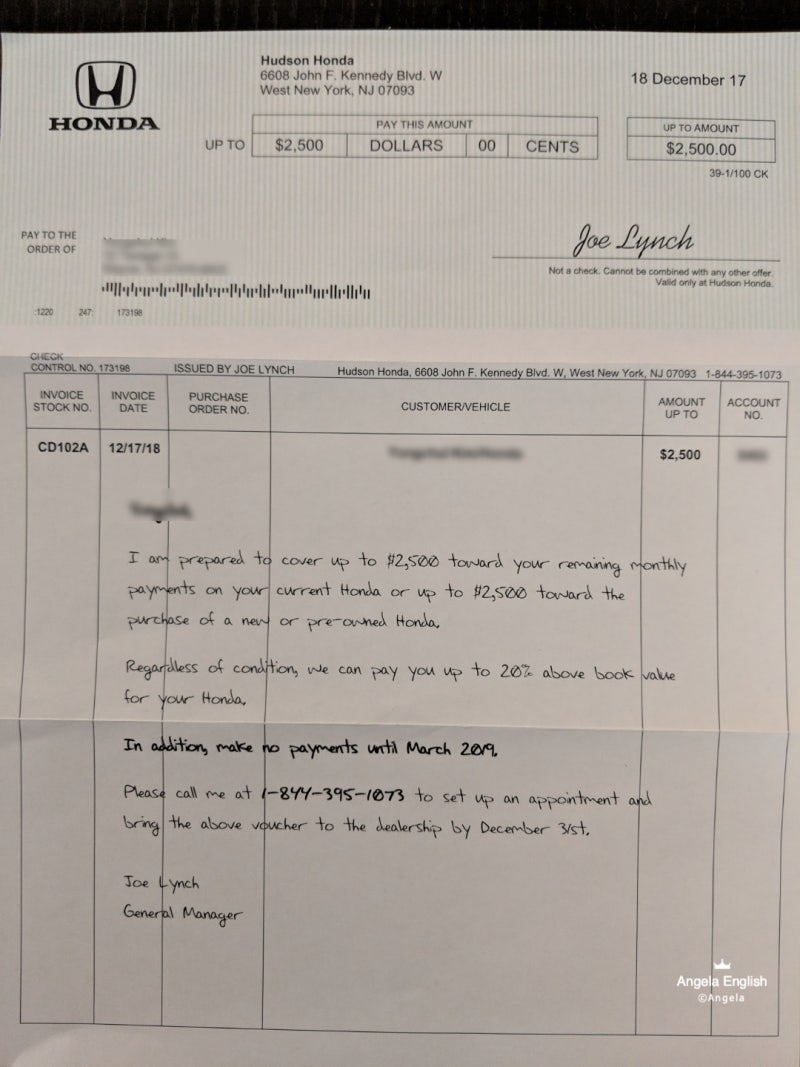 HONDA
Hudson Honda
6608 John F. Kennedy Blvd. W
West New York, NJ 07093
18 December 17
PAY THIS AMOUNT
UP TO $2,500 DOLLARS 00 CENTS
UP TO AMOUNT
$2,500.00
39-1/100 CK
PAY TO THE
ORDER OF
Joe Lynch
Not a check. Cannot be combined with any other offer.
Valid only at Hudson Honda.
:1220 247: 173198
CHECK
CONTROL NO. 173198 ISSUED BY JOE LYNCH Hudson Honda, 6608 John F. Kennedy Blvd. W, West New York, NJ 07093 1-844-395-1073
INVOICE
STOCK NO.
INVOICE
DATE
PURCHASE
ORDER NO.
CUSTOMER/VEHICLE
AMOUNT
UP TO
ACCOUNT
NO.
CD102A 12/17/18 $2,500
I am prepared to cover up to $2,500 toward your remaining monthly
payments on your current Honda or up to $2,500 toward the
purchase of a new or pre-owned Honda.
Regardless of condition, we can pay you up to 20% above book value
for your Honda.
In addition, make no payments until March 2019.
Please call me at 1-844-395-1073 to set up an appointment and
bring the above voucher to the dealership by December 31st.
Joe Lynch
General Manager
Angela English
©Angela